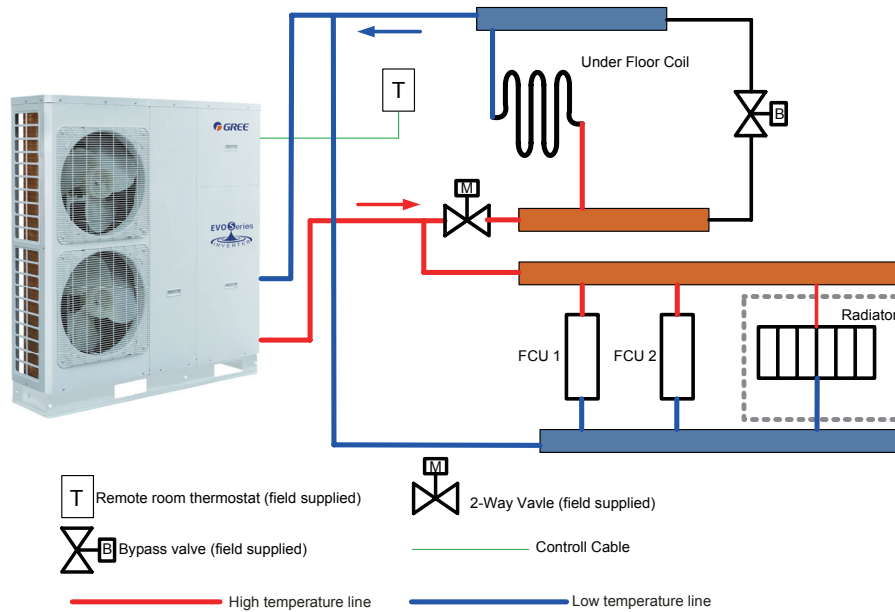 Under Floor Coil
T
B
GREE
M
EVO Series
INVERTER
Radiator
FCU 1
FCU 2
M
T
Remote room thermostat (field supplied)
2-Way Vavle (field supplied)
B
Bypass valve (field supplied)
Controll Cable
High temperature line
Low temperature line